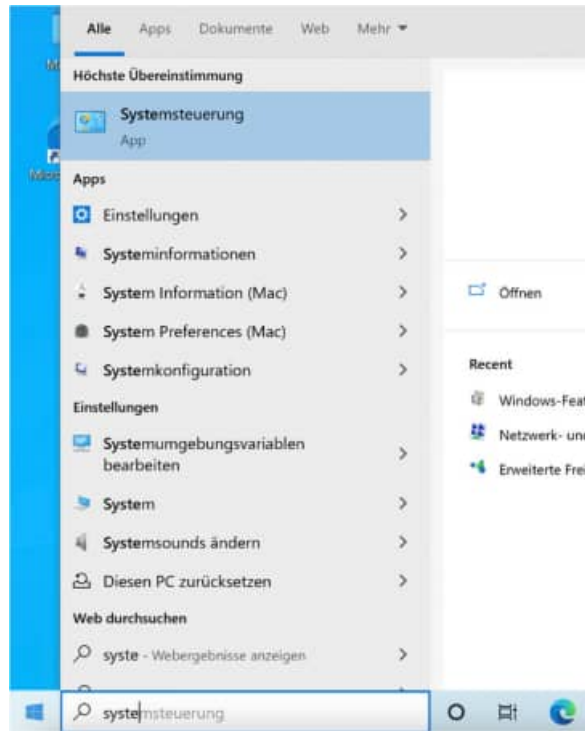 Alle Apps Dokumente Web Mehr
Höchste Übereinstimmung
Systemsteuerung
App
Apps
Einstellungen
Systeminformationen
System Information (Mac)
System Preferences (Mac)
Systemkonfiguration
Einstellungen
Systemumgebungsvariablen
bearbeiten
System
Systemsounds ändern
Diesen PC zurücksetzen
Web durchsuchen
syste - Webergebnisse anzeigen
systemsteuerung
Öffnen
Recent
Windows-Feat
Netzwerk- und
Erweiterte Frei